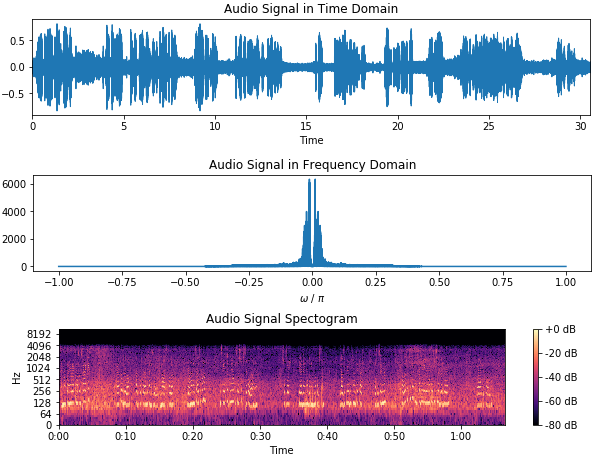 Audio Signal in Time Domain
0.5
0.0
−0.5
0 5 10 15 20 25 30
Time
Audio Signal in Frequency Domain
6000
4000
2000
0
−1.00 −0.75 −0.50 −0.25 0.00 0.25 0.50 0.75 1.00
ω / π
Audio Signal Spectogram
Hz
8192
4096
2048
1024
512
256
128
64
0
0:00 0:10 0:20 0:30 0:40 0:50 1:00
Time
+0 dB
-20 dB
-40 dB
-60 dB
-80 dB